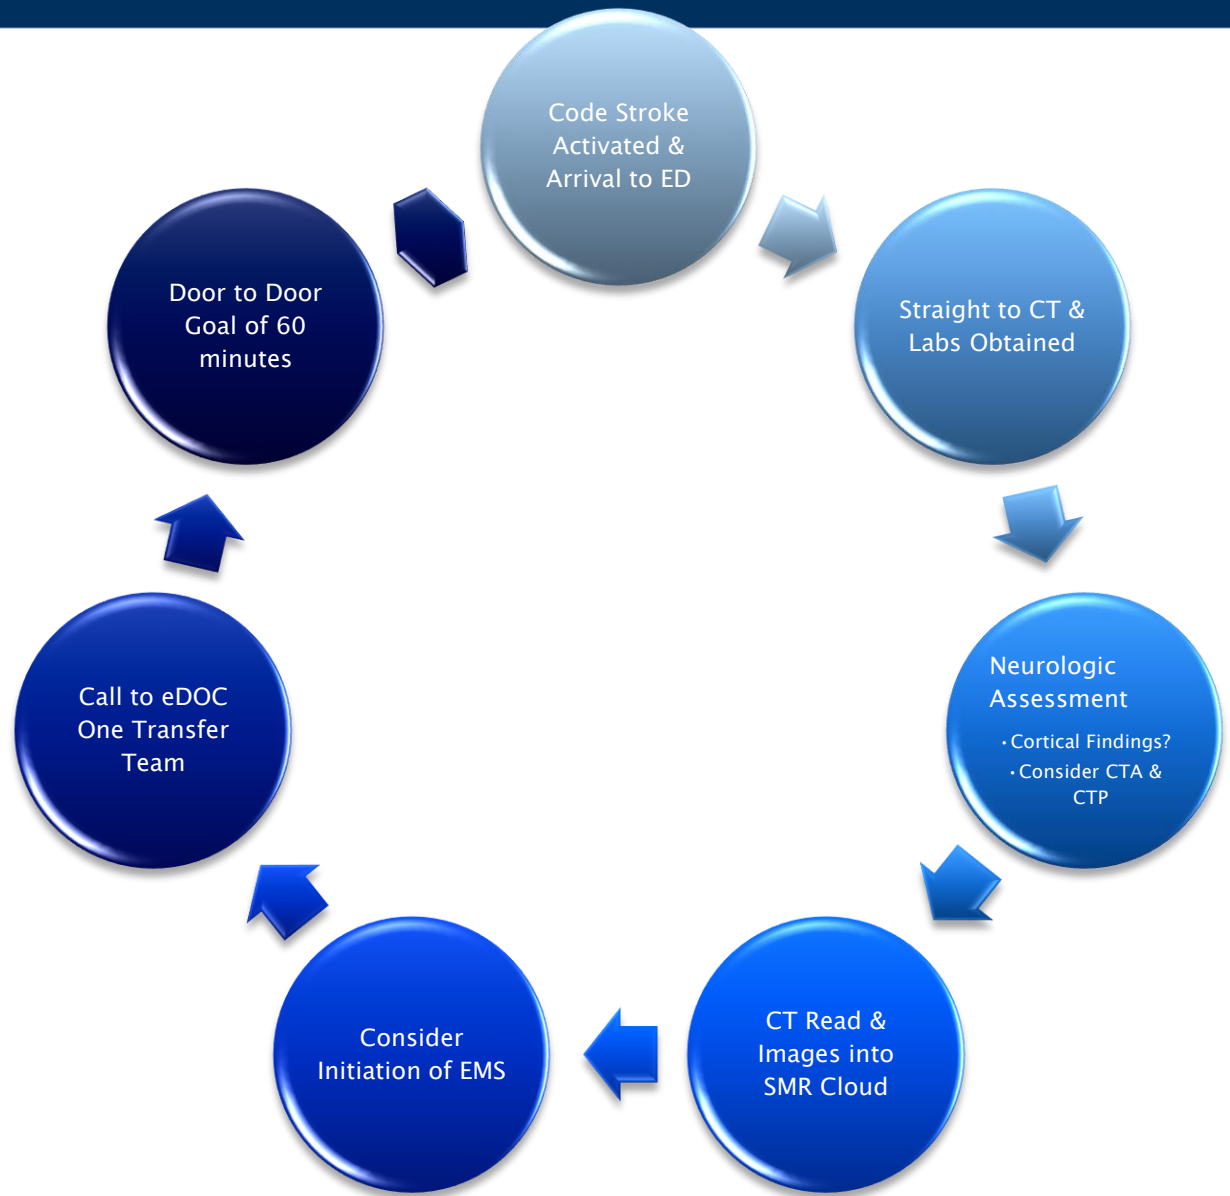 Code Stroke
Activated &
Arrival to ED
Straight to CT &
Labs Obtained
Neurologic
Assessment
• Cortical Findings?
• Consider CTA &
CTP
CT Read &
Images into
SMR Cloud
Consider
Initiation of EMS
Call to eDOC
One Transfer
Team
Door to Door
Goal of 60
minutes